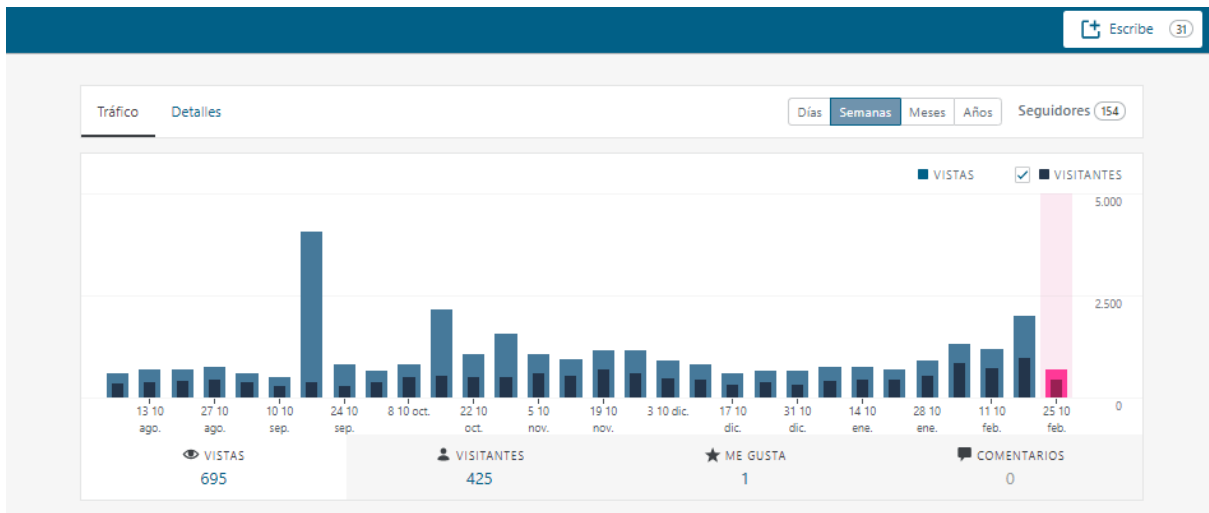 Escribe 31
Tráfico Detalles Días Semanas Meses Años Seguidores 154
VISTAS VISITANTES
5.000
2.500
0
13 10 27 10 10 10 24 10 8 10 oct. 22 10 5 10 19 10 3 10 dic. 17 10 31 10 14 10 28 10 11 10 25 10
ago. ago. sep. sep. oct. nov. nov. dic. dic. ene. ene. feb. feb.
VISTAS VISITANTES ME GUSTA COMENTARIOS
695 425 1 0